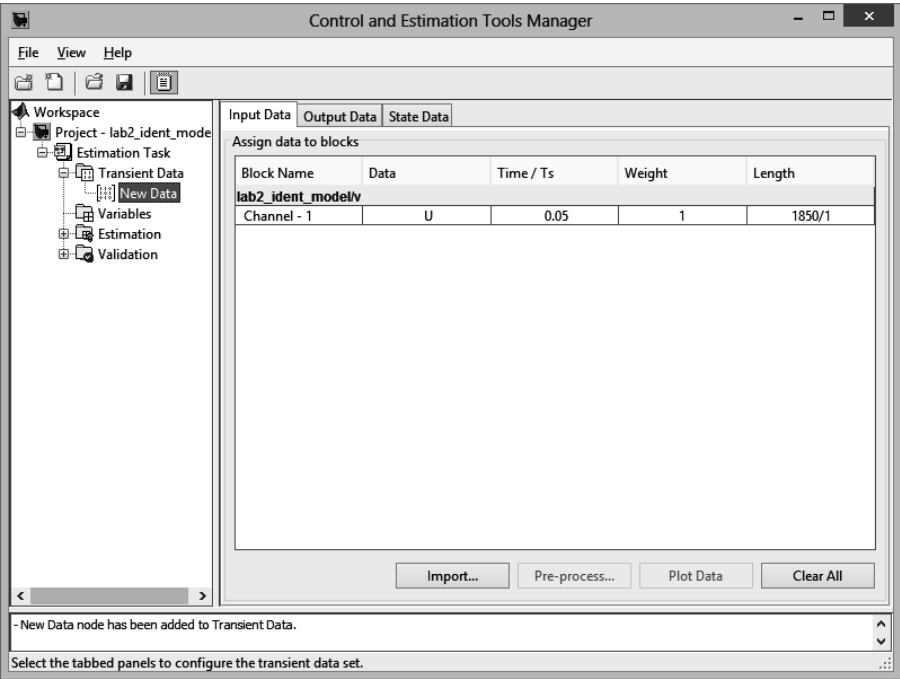 Control and Estimation Tools Manager
File View Help
Workspace
Project - lab2_ident_mode
Estimation Task
Transient Data
New Data
Variables
Estimation
Validation
Input Data Output Data State Data
Assign data to blocks
Block Name Data Time / Ts Weight Length
lab2_ident_model/v
Channel - 1 U 0.05 1 1850/1
Import... Pre-process... Plot Data Clear All
- New Data node has been added to Transient Data.
Select the tabbed panels to configure the transient data set.